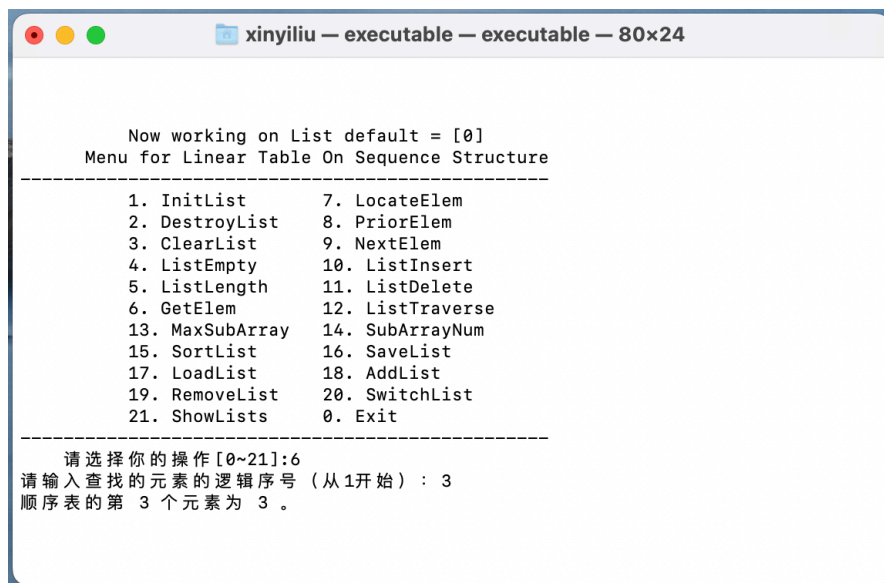 xinyiliu — executable — executable — 80×24
Now working on List default = [0]
Menu for Linear Table On Sequence Structure
-------------------------------------------------
1. InitList 7. LocateElem
2. DestroyList 8. PriorElem
3. ClearList 9. NextElem
4. ListEmpty 10. ListInsert
5. ListLength 11. ListDelete
6. GetElem 12. ListTraverse
13. MaxSubArray 14. SubArrayNum
15. SortList 16. SaveList
17. LoadList 18. AddList
19. RemoveList 20. SwitchList
21. ShowLists 0. Exit
-------------------------------------------------
请选择你的操作[0~21]:6
请输入查找的元素的逻辑序号（从1开始）：3
顺序表的第 3 个元素为 3 。